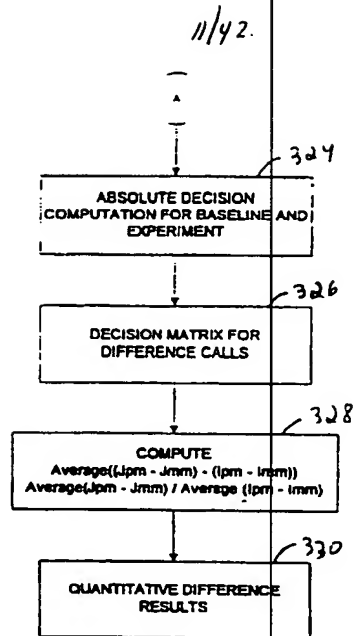 11/42.
A
324
ABSOLUTE DECISION
COMPUTATION FOR BASELINE AND
EXPERIMENT
326
DECISION MATRIX FOR
DIFFERENCE CALLS
328
COMPUTE
Average((Jpm - Jmm) - (Ipm - Imm))
Average(Jpm - Jmm) / Average (Ipm - Imm)
330
QUANTITATIVE DIFFERENCE
RESULTS